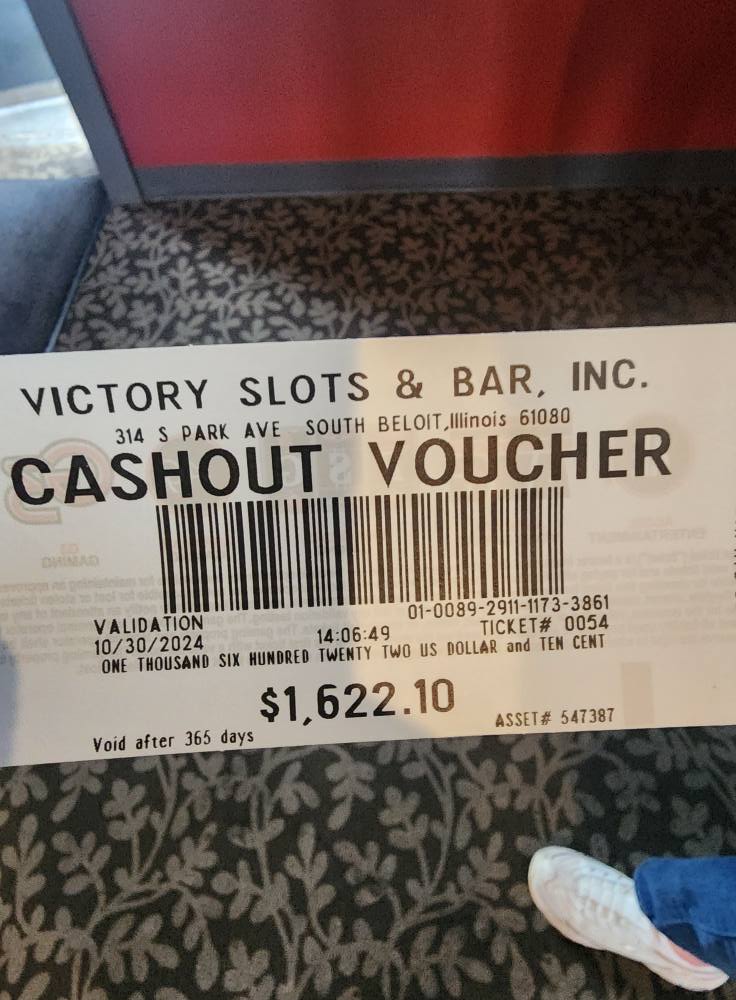 VICTORY SLOTS & BAR, INC.
314 S PARK AVE SOUTH BELOIT,Illinois 61080
CASHOUT VOUCHER
01-0089-2911-1173-3861
VALIDATION
TICKET# 0054
10/30/2024 14:06:49
ONE THOUSAND SIX HUNDRED TWENTY TWO US DOLLAR and TEN CENT
$1,622.10
Void after 365 days
ASSET# 547387